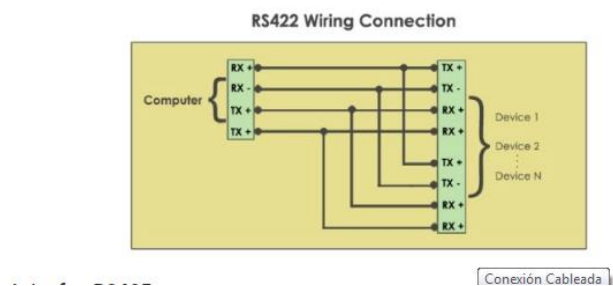 RS422 Wiring Connection
Computer
RX +
RX -
TX +
TX +
TX +
TX -
RX +
RX +
TX +
TX -
RX +
RX +
Device 1
Device 2
Device N
Conexión Cableada